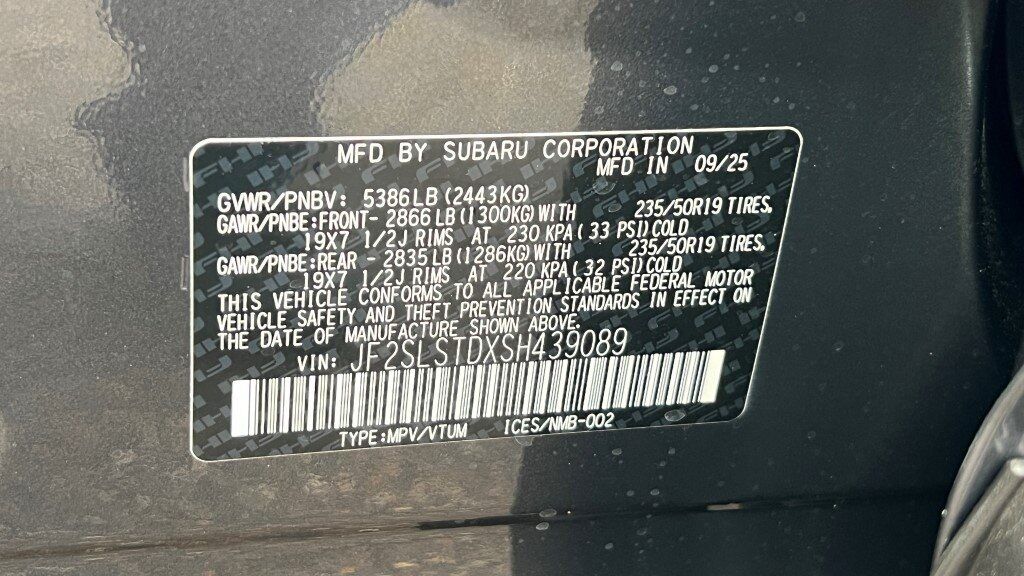 MFD BY SUBARU CORPORATION
MFD IN 09/25
GVWR/PNBV: 5386LB(2443KG)
GAWR/PNBE:FRONT- 2866LB(1300KG)WITH 235/50R19 TIRES,
19X7 1/2J RIMS AT 230 KPA(33 PSI)COLD
GAWR/PNBE:REAR - 2835LB(1286KG)WITH 235/50R19 TIRES,
19X7 1/2J RIMS AT 220 KPA(32 PSI)COLD
THIS VEHICLE CONFORMS TO ALL APPLICABLE FEDERAL MOTOR
VEHICLE SAFETY AND THEFT PREVENTION STANDARDS IN EFFECT ON
THE DATE OF MANUFACTURE SHOWN ABOVE.
VIN: JF2SLSTDXSH439089
TYPE:MPV/VTUM ICES/NMB-002